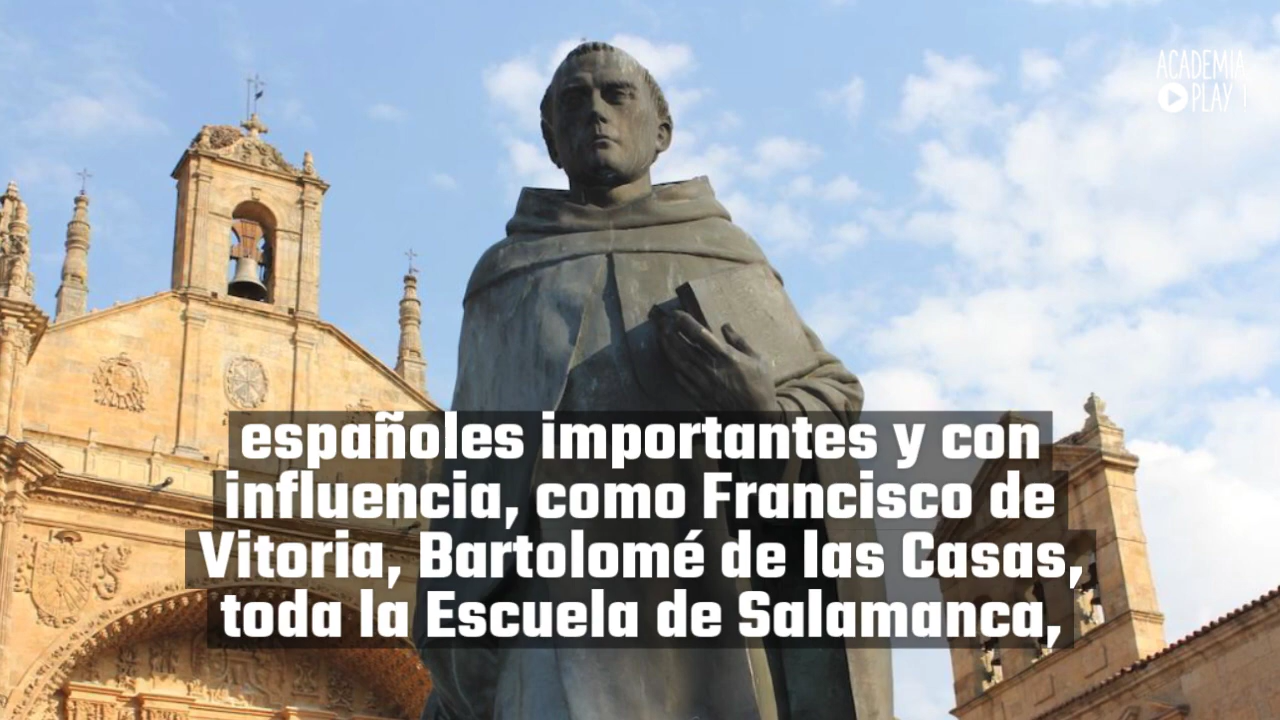 ACADEMIA
PLAY !
españoles importantes y con
influencia, como Francisco de
Vitoria, Bartolomé de las Casas,
toda la Escuela de Salamanca,